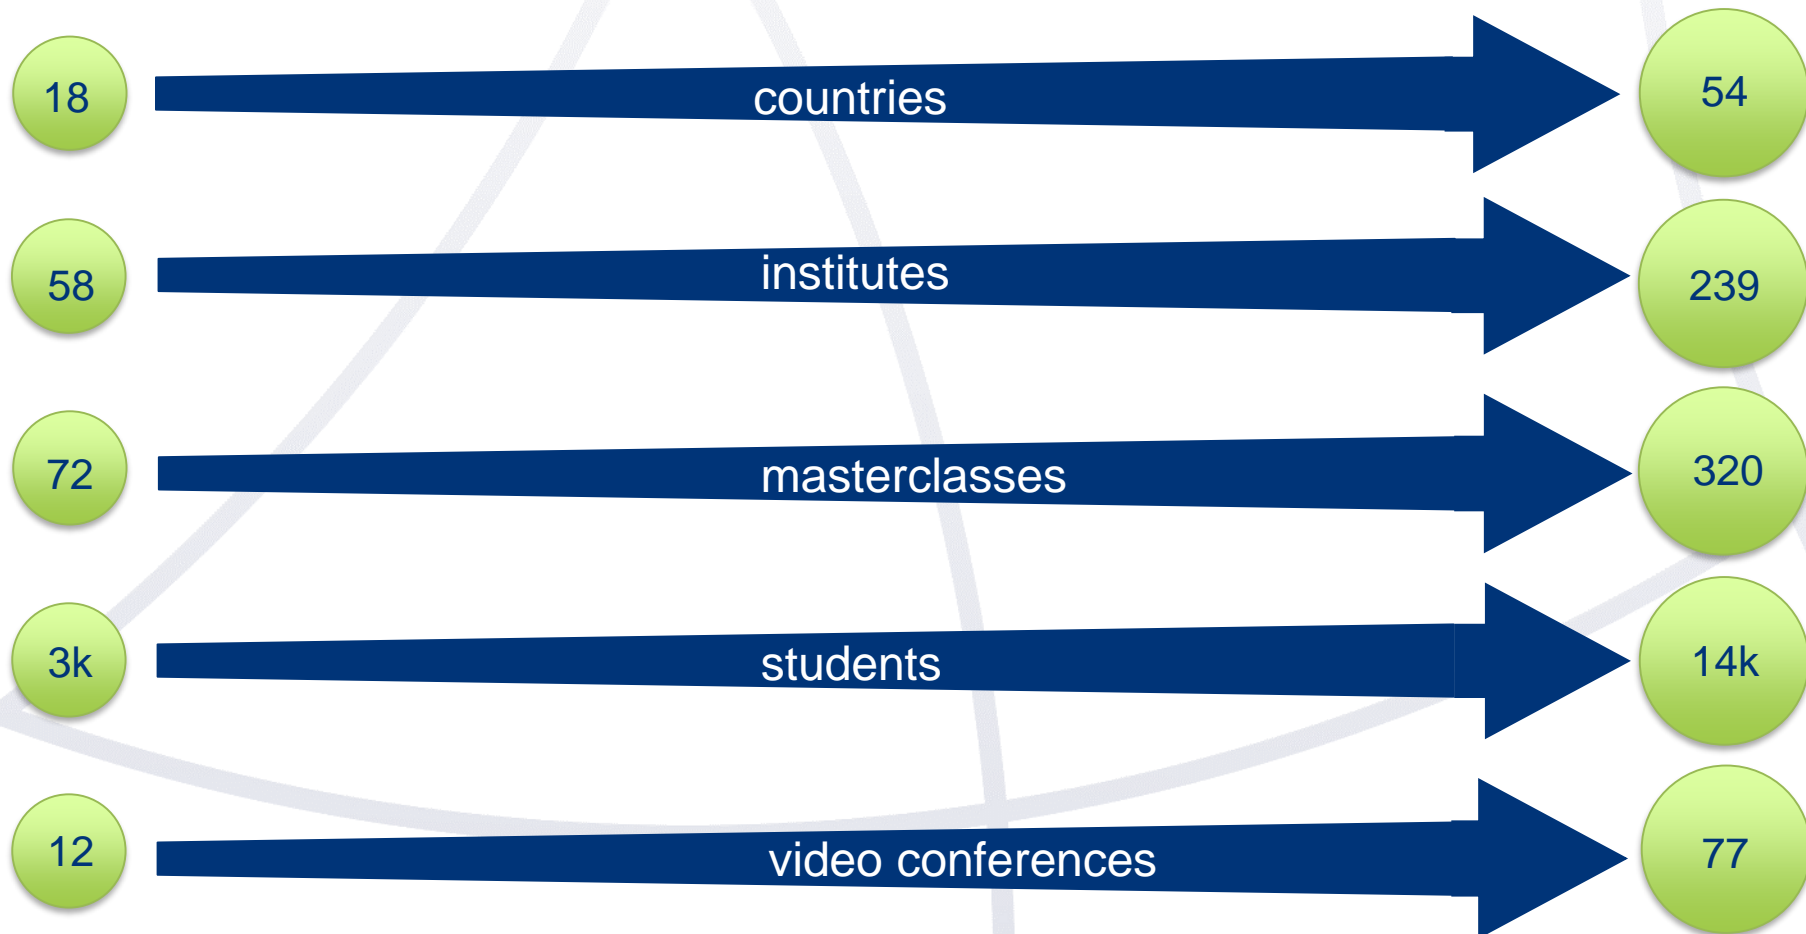 18 countries 54
58 institutes 239
72 masterclasses 320
3k students 14k
12 video conferences 77